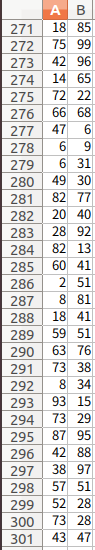 A B
271 18 85
272 75 99
273 42 96
274 14 65
275 72 22
276 66 68
277 47 6
278 6 9
279 6 31
280 49 30
281 82 77
282 20 40
283 28 92
284 82 13
285 60 41
286 2 51
287 8 81
288 18 41
289 59 51
290 63 76
291 73 38
292 8 34
293 93 15
294 73 29
295 87 95
296 42 88
297 38 97
298 57 51
299 52 28
300 73 28
301 43 47